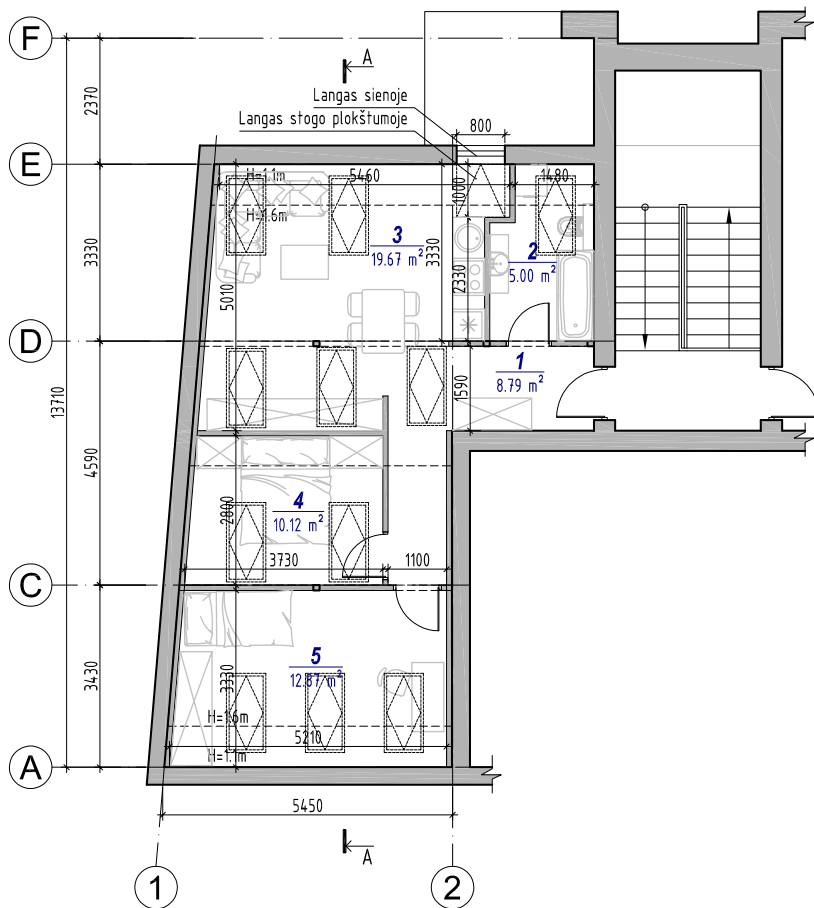 F
A
Langas sienoje
Langas stogo plokštumoje
800
2370
E
H=1.1m
5460
1480
1000
H=1.6m
3
19.67 m²
2
5.00 m²
3330
3330
2330
5010
D
1
8.79 m²
1590
13710
4590
4
10.12 m²
2800
3730
1100
C
5
12.87 m²
3430
3330
H=1.6m
5210
H=1.1m
A
5450
A
1
2